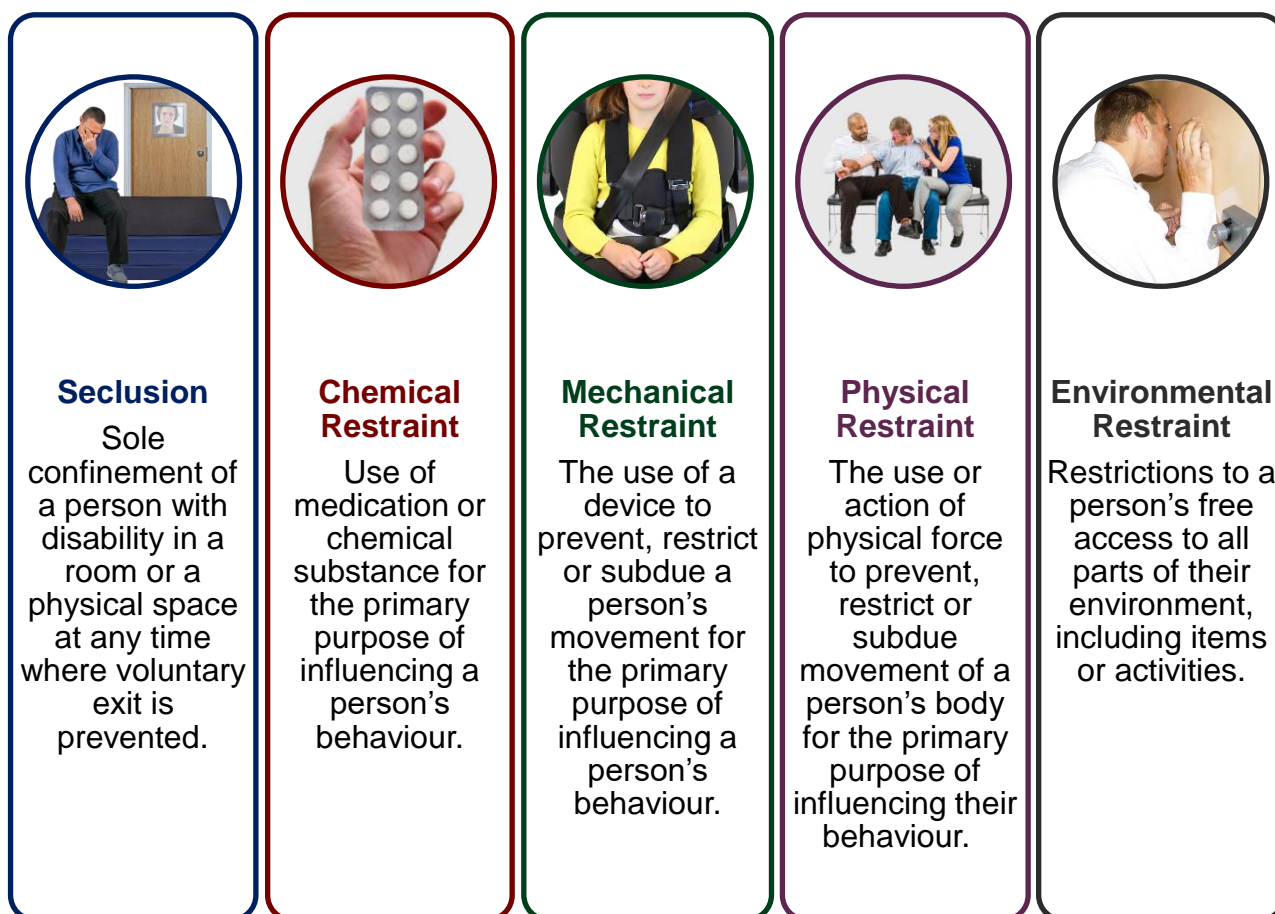 Seclusion
Sole
confinement of
a person with
disability in a
room or a
physical space
at any time
where voluntary
exit is
prevented.
Chemical
Restraint
Use of
medication or
chemical
substance for
the primary
purpose of
influencing a
person’s
behaviour.
Mechanical
Restraint
The use of a
device to
prevent, restrict
or subdue a
person’s
movement for
the primary
purpose of
influencing a
person’s
behaviour.
Physical
Restraint
The use or
action of
physical force
to prevent,
restrict or
subdue
movement of a
person’s body
for the primary
purpose of
influencing their
behaviour.
Environmental
Restraint
Restrictions to a
person’s free
access to all
parts of their
environment,
including items
or activities.